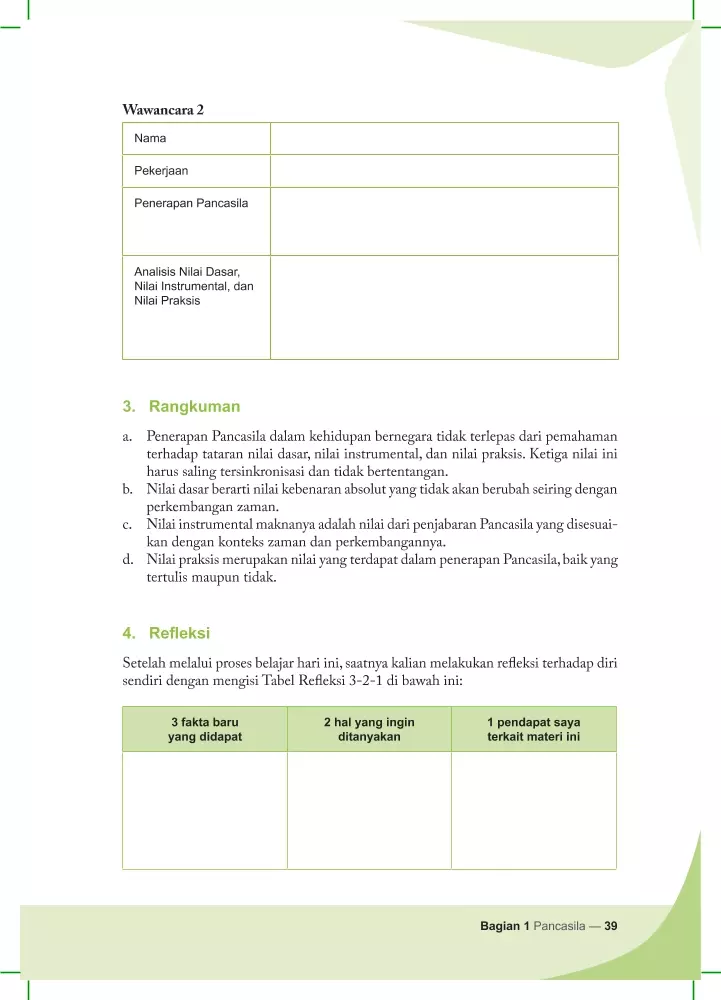 Wawancara 2
Nama
Pekerjaan
Penerapan Pancasila
Analisis Nilai Dasar,
Nilai Instrumental, dan
Nilai Praksis
3. Rangkuman
a. Penerapan Pancasila dalam kehidupan bernegara tidak terlepas dari pemahaman
terhadap tataran nilai dasar, nilai instrumental, dan nilai praksis. Ketiga nilai ini
harus saling tersinkronisasi dan tidak bertentangan.
b. Nilai dasar berarti nilai kebenaran absolut yang tidak akan berubah seiring dengan
perkembangan zaman.
c. Nilai instrumental maknanya adalah nilai dari penjabaran Pancasila yang disesuai-
kan dengan konteks zaman dan perkembangannya.
d. Nilai praksis merupakan nilai yang terdapat dalam penerapan Pancasila, baik yang
tertulis maupun tidak.
4. Refleksi
Setelah melalui proses belajar hari ini, saatnya kalian melakukan refleksi terhadap diri
sendiri dengan mengisi Tabel Refleksi 3-2-1 di bawah ini:
3 fakta baru
yang didapat
2 hal yang ingin
ditanyakan
1 pendapat saya
terkait materi ini
Bagian 1 Pancasila — 39